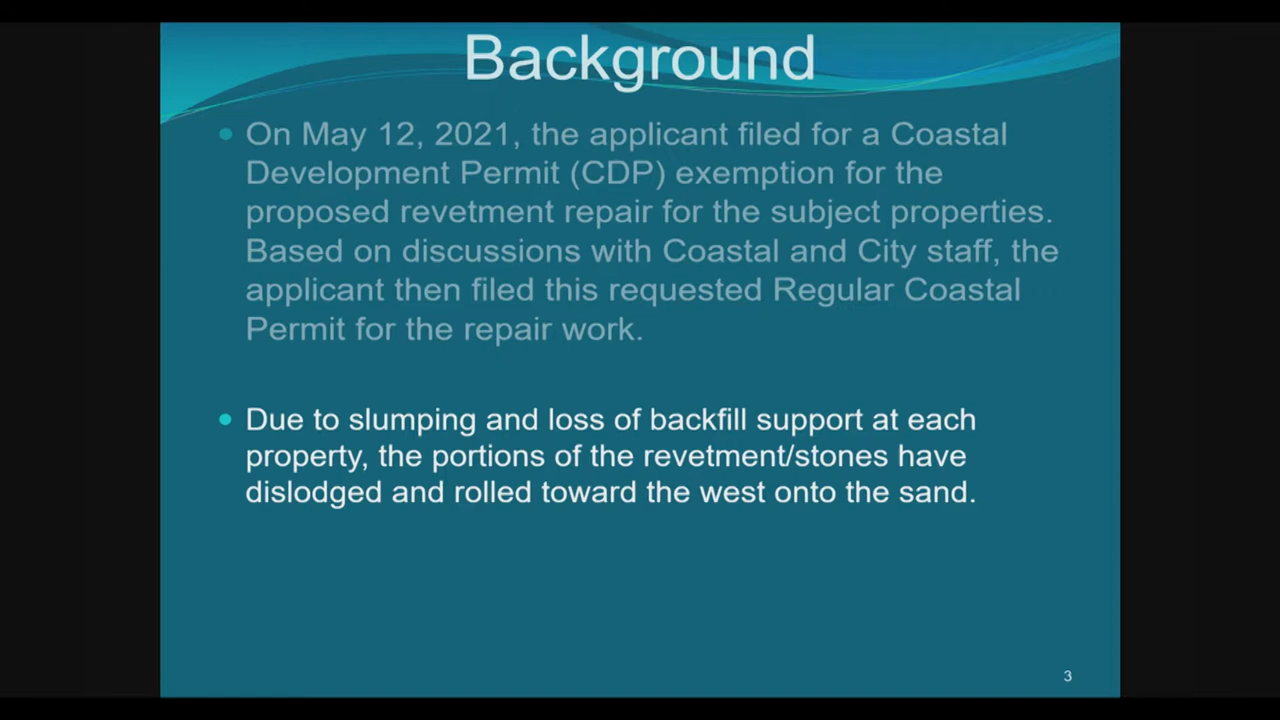 Background
• On May 12, 2021, the applicant filed for a Coastal
Development Permit (CDP) exemption for the
proposed revetment repair for the subject properties.
Based on discussions with Coastal and City staff, the
applicant then filed this requested Regular Coastal
Permit for the repair work.
• Due to slumping and loss of backfill support at each
property, the portions of the revetment/stones have
dislodged and rolled toward the west onto the sand.
3